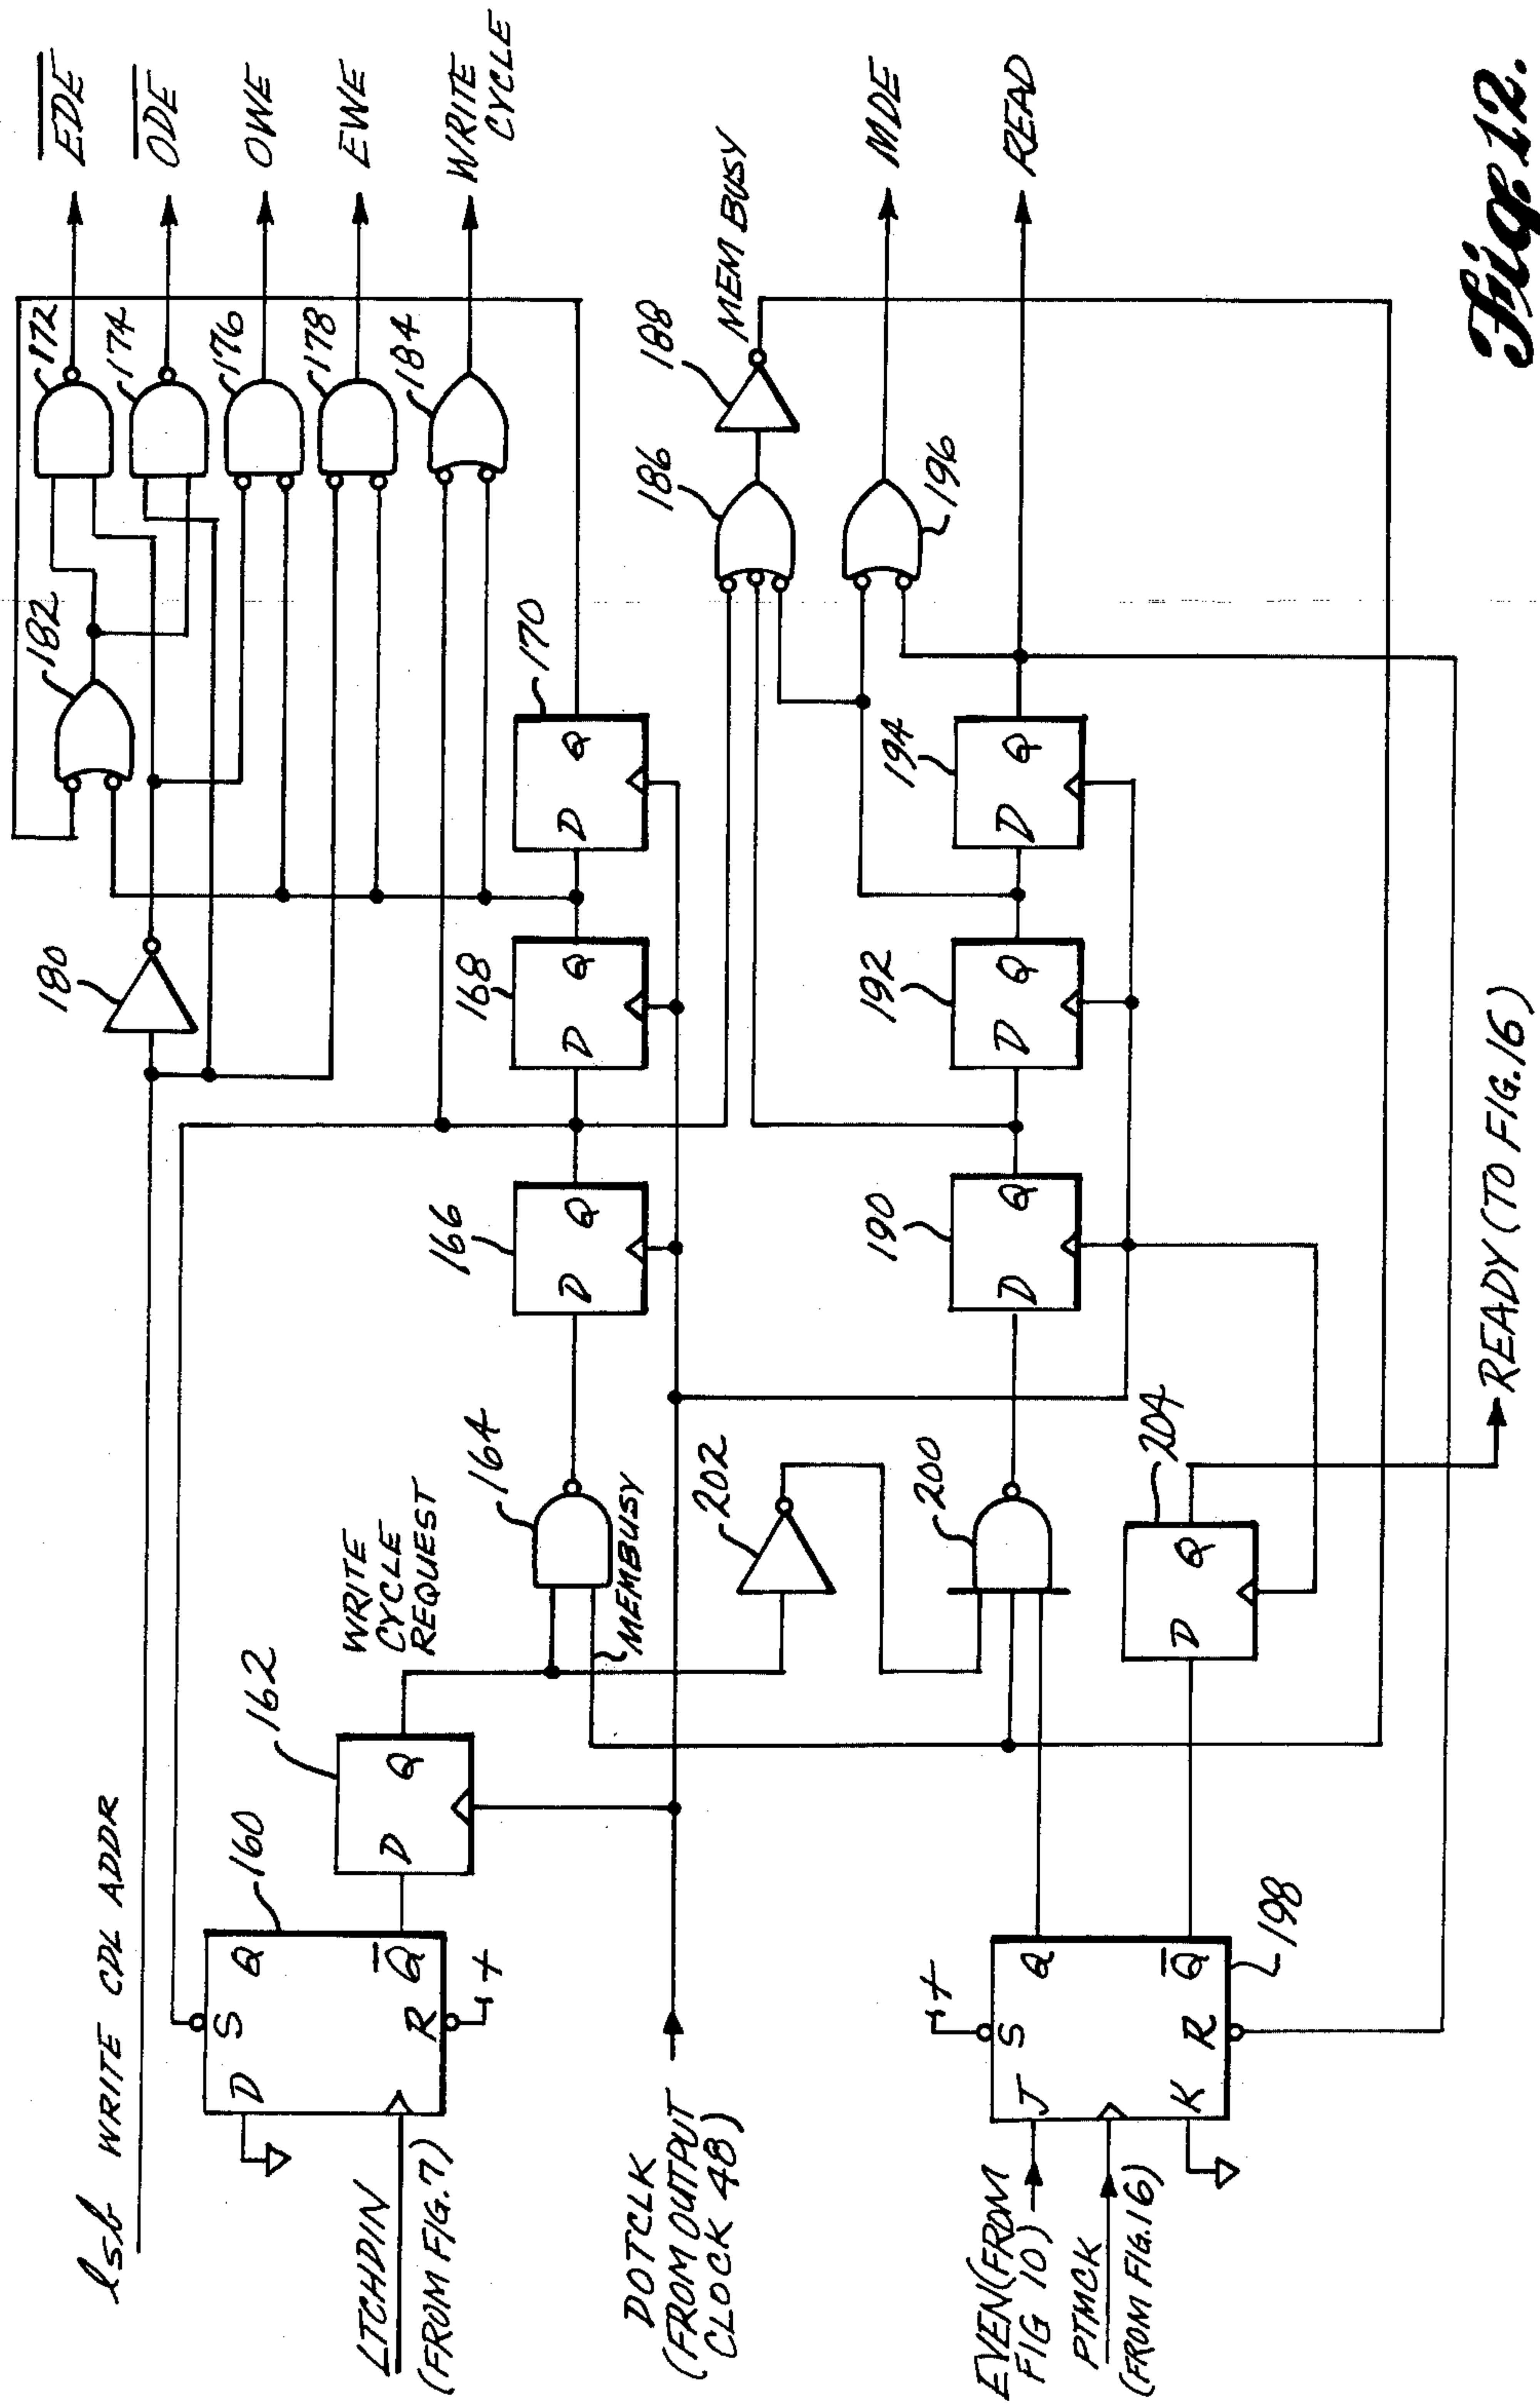 lsb WRITE CDL ADDR
LTCHDIN
(FROM FIG. 7)
DOTCLK
(FROM OUTPUT
CLOCK 48)
EVEN (FROM
FIG 10)
PTMCK
(FROM FIG. 16)
160
D
S
Q
Q̅
R
+
162
D
Q
WRITE
CYCLE
REQUEST
164
MEMBUSY
166
D
Q
168
D
Q
170
D
Q
180
182
172
174
176
178
184
E̅D̅E̅
O̅D̅E̅
OWE
EWE
WRITE
CYCLE
186
188
MEM BUSY
196
MDE
READ
+
J
S
Q
K
R
Q̅
198
202
200
204
D
Q
190
D
Q
192
D
Q
194
D
Q
READY (TO FIG. 16)
Fig. 12.